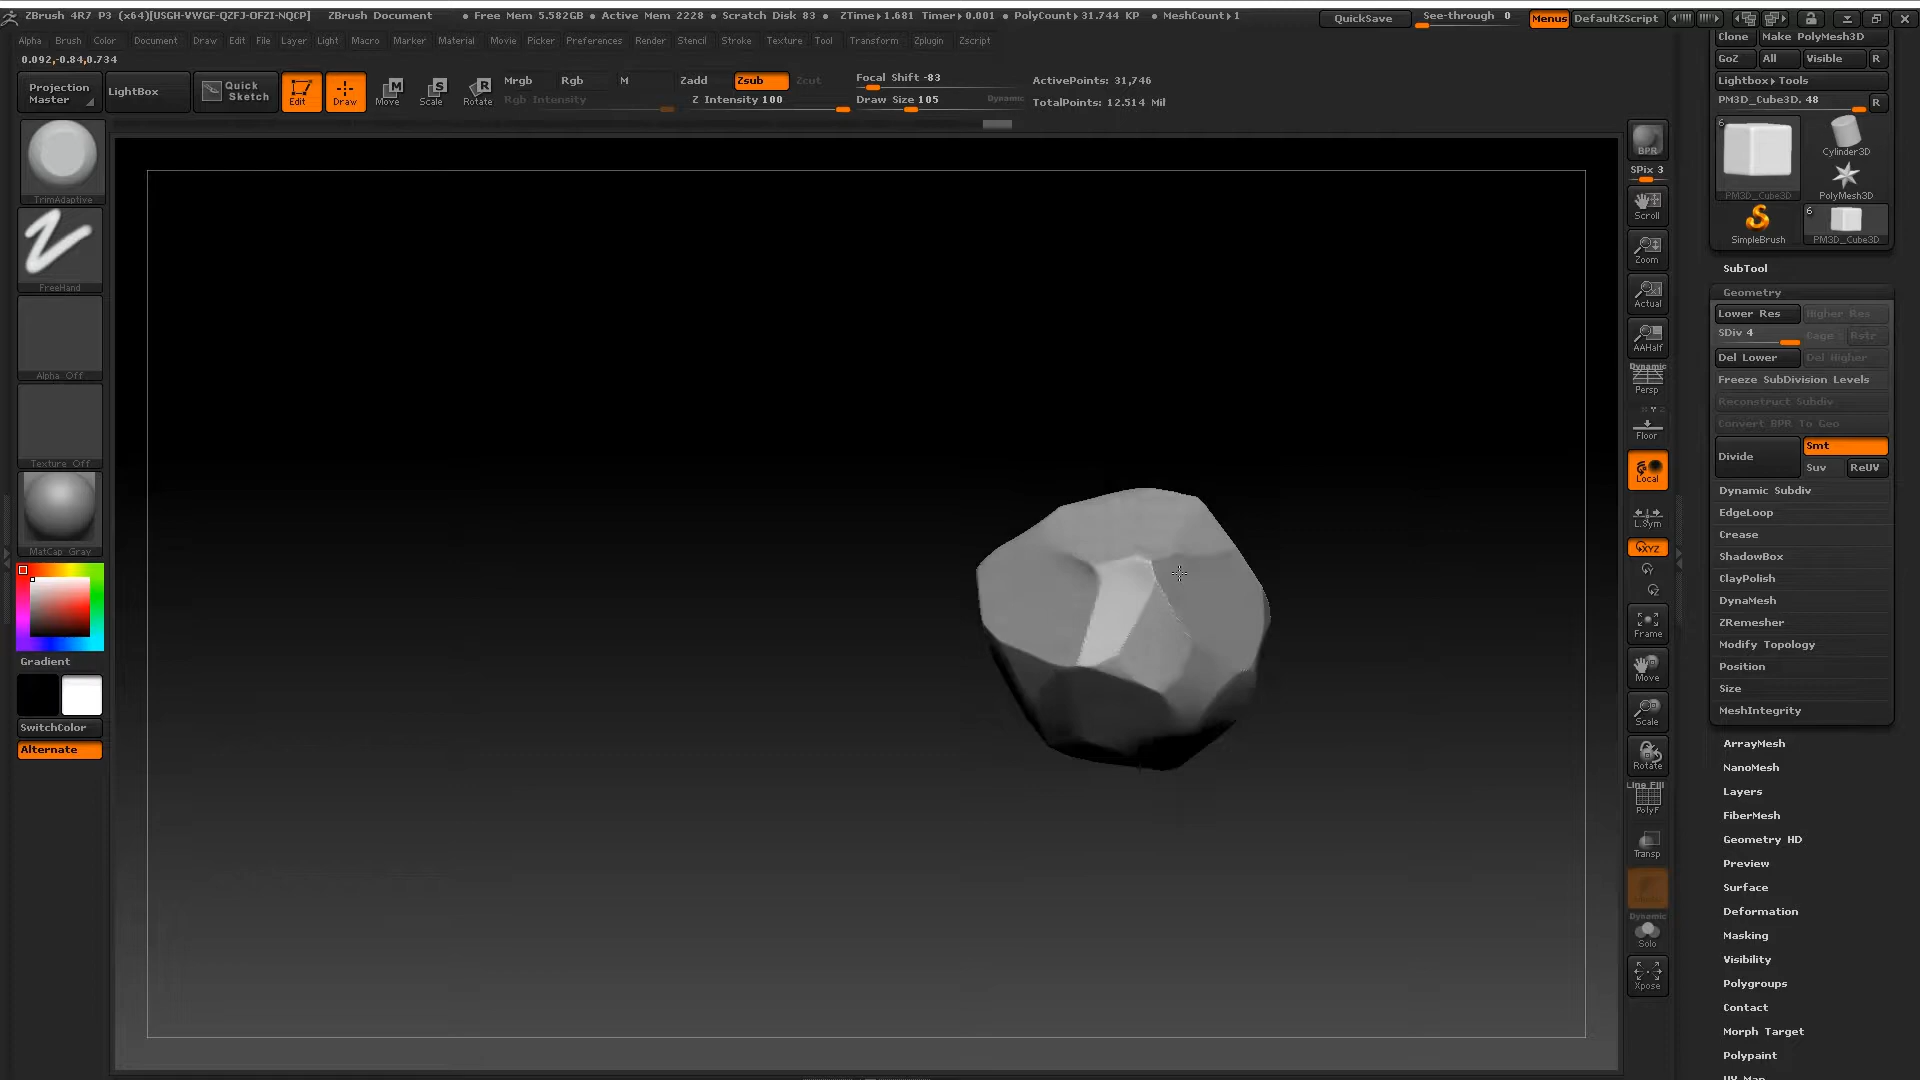 ZBrush 4R7 P3 (x64)[USGH-VWGF-QZFJ-OFZI-NQCP] ZBrush Document • Free Mem 5.582GB • Active Mem 2228 • Scratch Disk 83 • ZTime▸1.681 Timer▸0.001 • PolyCount▸31.744 KP • MeshCount▸1 QuickSave See-through 0 Menus DefaultZScript
Alpha Brush Color Document Draw Edit File Layer Light Macro Marker Material Movie Picker Preferences Render Stencil Stroke Texture Tool Transform Zplugin Zscript
0.092,-0.84,0.734
Projection Master
LightBox
Quick Sketch
Edit
Draw
Move
Scale
Rotate
Mrgb Rgb M
Rgb Intensity
Zadd Zsub Zcut
Z Intensity 100
Focal Shift -83
Draw Size 105
Dynamic
ActivePoints: 31,746
TotalPoints: 12.514 Mil
TrimAdaptive
FreeHand
Alpha Off
Texture Off
MatCap Gray
Gradient
SwitchColor
Alternate
BPR
SPix 3
Scroll
Zoom
Actual
AAHalf
Dynamic
Persp
Floor
Local
L.Sym
XYZ
Frame
Move
Scale
Rotate
Line Fill
PolyF
Transp
Dynamic
Solo
Xpose
Clone Make PolyMesh3D
GoZ All Visible R
Lightbox▸Tools
PM3D_Cube3D. 48 R
6
PM3D_Cube3D
Cylinder3D
PolyMesh3D
SimpleBrush
6
PM3D_Cube3D
SubTool
Geometry
Lower Res Higher Res
SDiv 4 Cage Rstr
Del Lower Del Higher
Freeze SubDivision Levels
Reconstruct Subdiv
Convert BPR To Geo
Divide Smt
Suv ReUV
Dynamic Subdiv
EdgeLoop
Crease
ShadowBox
ClayPolish
DynaMesh
ZRemesher
Modify Topology
Position
Size
MeshIntegrity
ArrayMesh
NanoMesh
Layers
FiberMesh
Geometry HD
Preview
Surface
Deformation
Masking
Visibility
Polygroups
Contact
Morph Target
Polypaint
UV Map